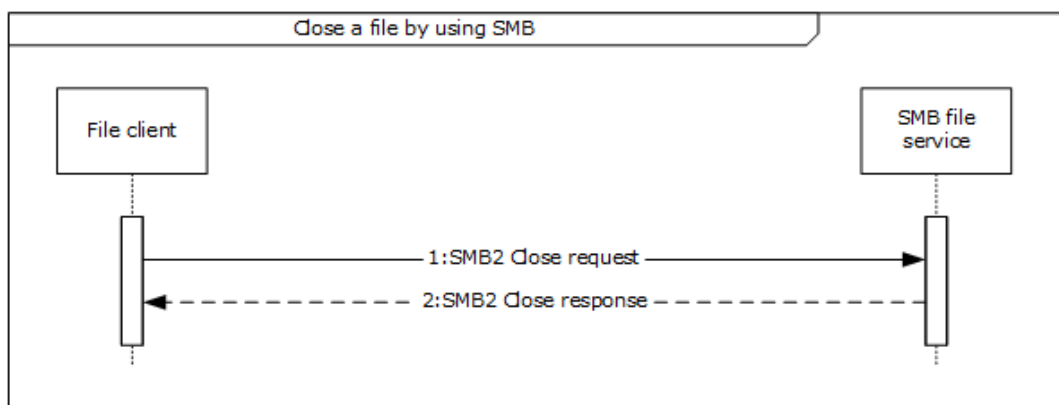 Close a file by using SMB
File client
SMB file
service
1:SMB2 Close request
2:SMB2 Close response